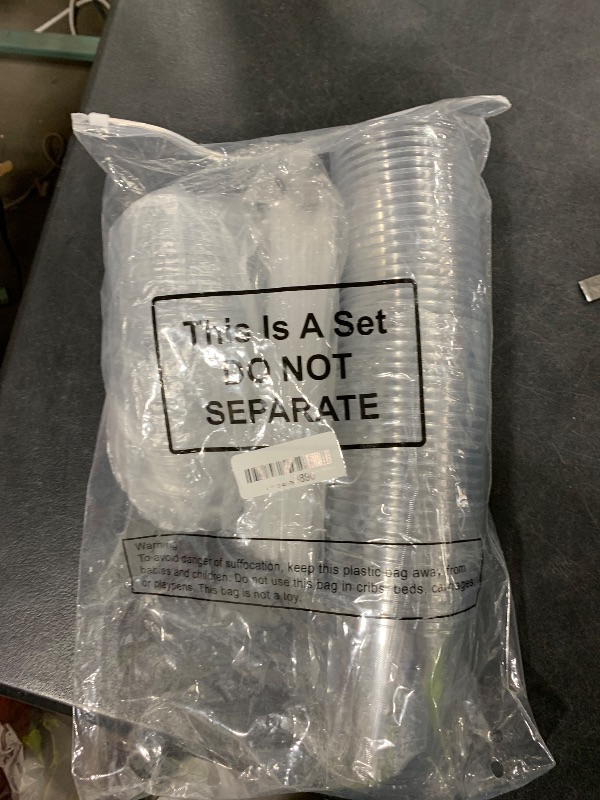 This Is A Set
DO NOT
SEPARATE
Warning
To avoid danger of suffocation, keep this plastic bag away from
babies and children. Do not use this bag in cribs, beds, carriages
or playpens. This bag is not a toy.